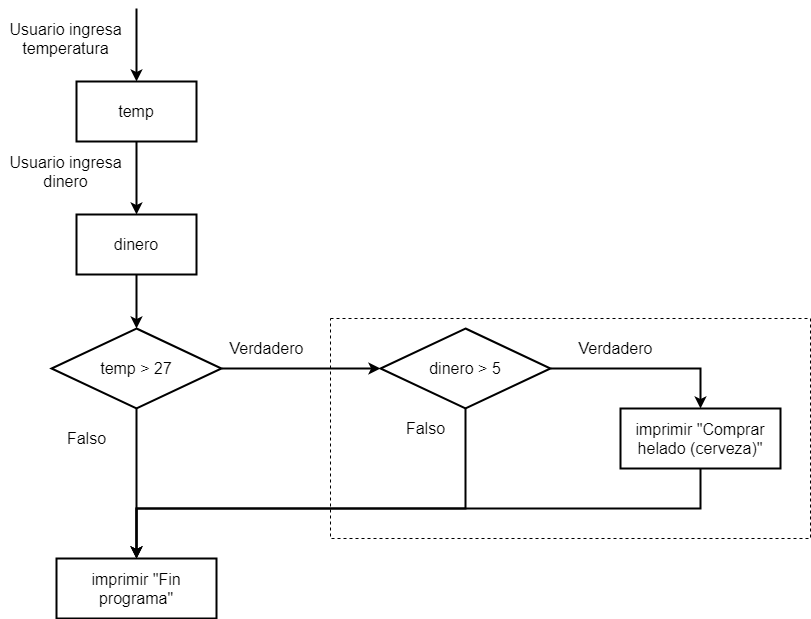 Usuario ingresa
temperatura
temp
Usuario ingresa
dinero
dinero
temp > 27
Verdadero
dinero > 5
Verdadero
Falso
Falso
imprimir "Comprar
helado (cerveza)"
imprimir "Fin
programa"